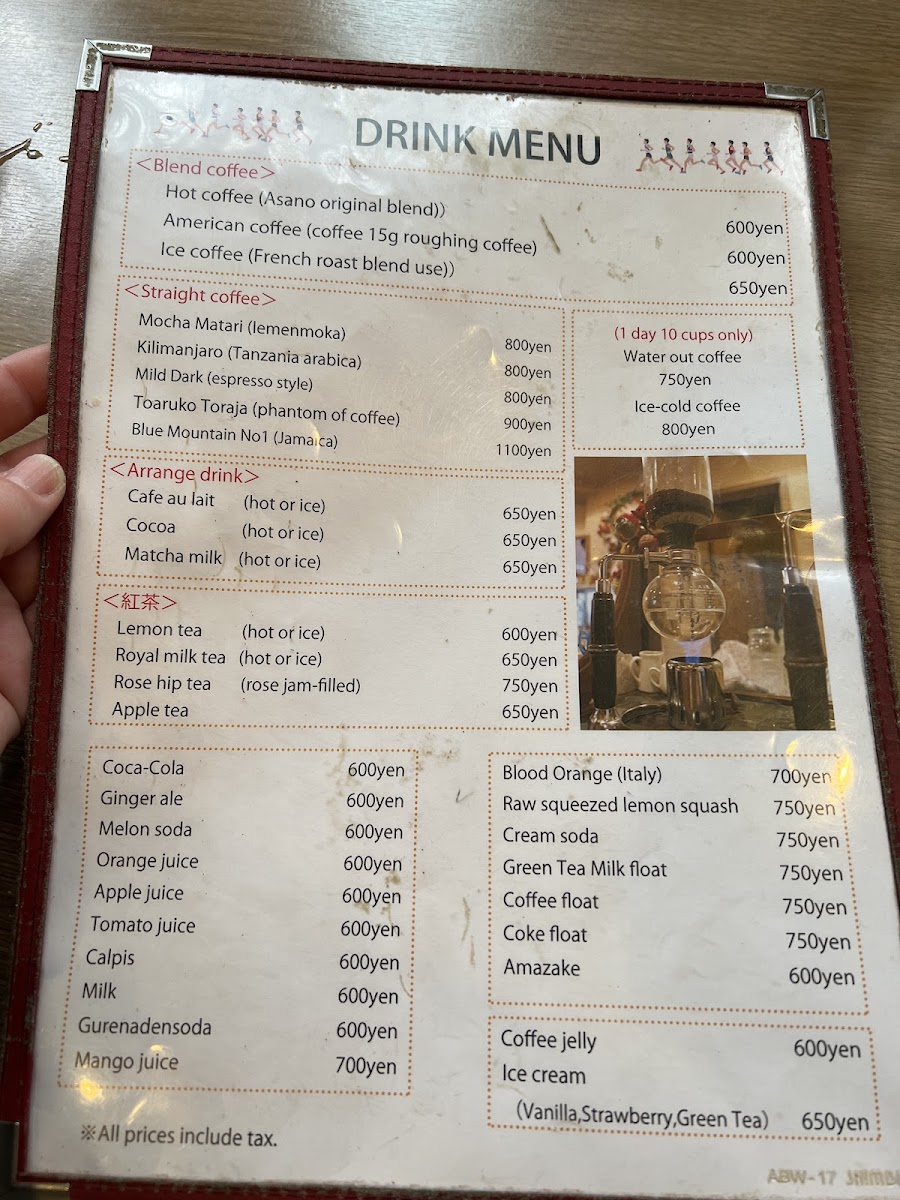 DRINK MENU
＜Blend coffee＞
Hot coffee (Asano original blend)) 600yen
American coffee (coffee 15g roughing coffee) 600yen
Ice coffee (French roast blend use)) 650yen
＜Straight coffee＞
Mocha Matari (Iemenmoka) 800yen
Kilimanjaro (Tanzania arabica) 800yen
Mild Dark (espresso style) 800yen
Toaruko Toraja (phantom of coffee) 900yen
Blue Mountain No1 (Jamaica) 1100yen
(1 day 10 cups only)
Water out coffee
750yen
Ice-cold coffee
800yen
＜Arrange drink＞
Cafe au lait (hot or ice) 650yen
Cocoa (hot or ice) 650yen
Matcha milk (hot or ice) 650yen
＜紅茶＞
Lemon tea (hot or ice) 600yen
Royal milk tea (hot or ice) 650yen
Rose hip tea (rose jam-filled) 750yen
Apple tea 650yen
Coca-Cola 600yen
Ginger ale 600yen
Melon soda 600yen
Orange juice 600yen
Apple juice 600yen
Tomato juice 600yen
Calpis 600yen
Milk 600yen
Gurenadensoda 600yen
Mango juice 700yen
Blood Orange (Italy) 700yen
Raw squeezed lemon squash 750yen
Cream soda 750yen
Green Tea Milk float 750yen
Coffee float 750yen
Coke float 750yen
Amazake 600yen
Coffee jelly 600yen
Ice cream
（Vanilla,Strawberry,Green Tea） 650yen
※All prices include tax.
ABW-17